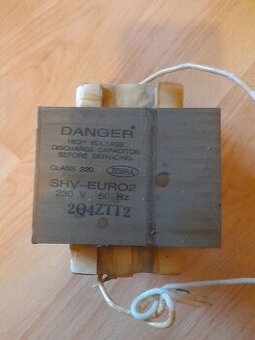 DANGER
HIGH VOLTAGE
DISCHARGE CAPACITOR
BEFORE SERVICING
CLASS 220
SHV-EURO2
230 V. 50 Hz
2Q4ZTT2